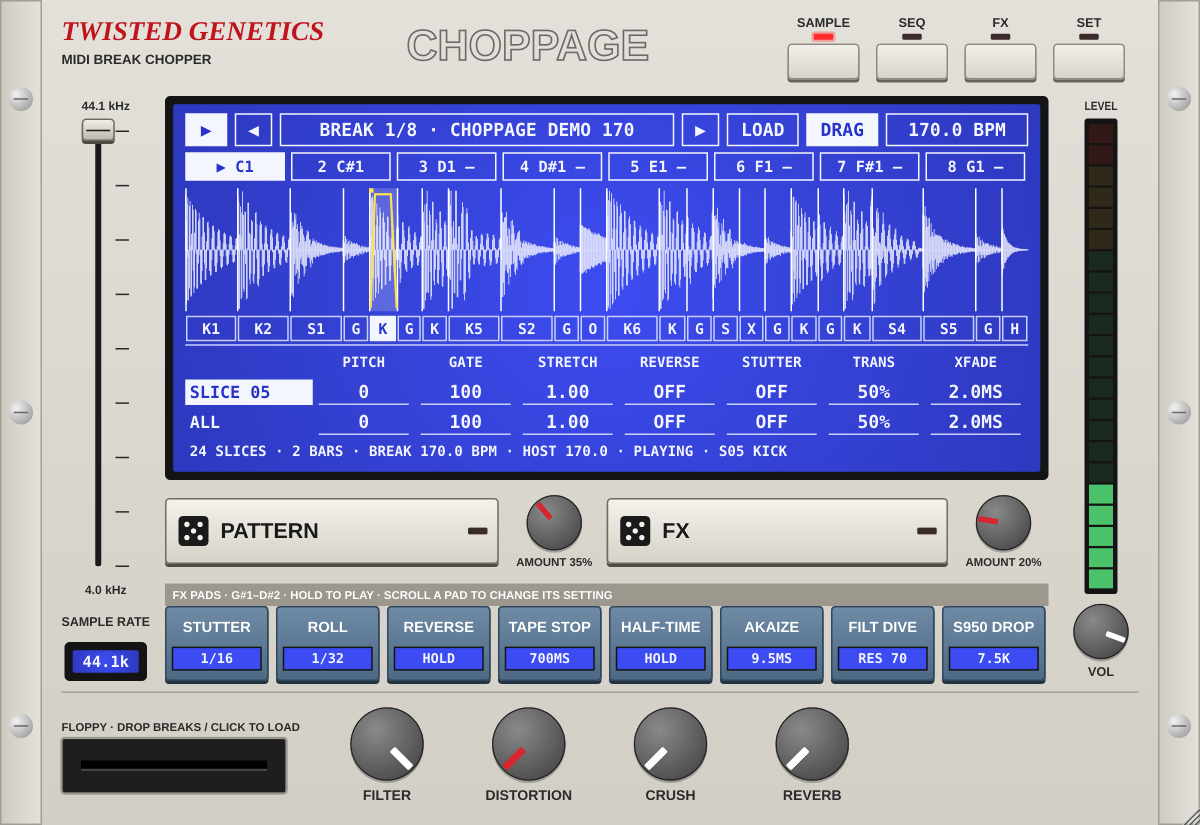 TWISTED GENETICS
MIDI BREAK CHOPPER
CHOPPAGE
SAMPLE SEQ FX SET
44.1 kHz
LEVEL
▶ ◀ BREAK 1/8 · CHOPPAGE DEMO 170 ▶ LOAD DRAG 170.0 BPM
▶ C1 2 C#1 3 D1 – 4 D#1 – 5 E1 – 6 F1 – 7 F#1 – 8 G1 –
K1 K2 S1 G K G K K5 S2 G O K6 K G S X G K G K S4 S5 G H
PITCH GATE STRETCH REVERSE STUTTER TRANS XFADE
SLICE 05 0 100 1.00 OFF OFF 50% 2.0MS
ALL 0 100 1.00 OFF OFF 50% 2.0MS
24 SLICES · 2 BARS · BREAK 170.0 BPM · HOST 170.0 · PLAYING · S05 KICK
PATTERN
AMOUNT 35%
FX
AMOUNT 20%
4.0 kHz
SAMPLE RATE
44.1k
FX PADS · G#1–D#2 · HOLD TO PLAY · SCROLL A PAD TO CHANGE ITS SETTING
STUTTER ROLL REVERSE TAPE STOP HALF-TIME AKAIZE FILT DIVE S950 DROP
1/16 1/32 HOLD 700MS HOLD 9.5MS RES 70 7.5K
VOL
FLOPPY · DROP BREAKS / CLICK TO LOAD
FILTER DISTORTION CRUSH REVERB